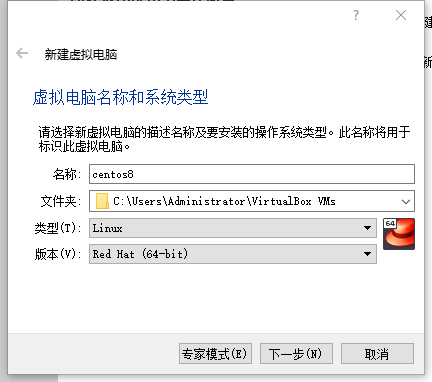 新建虚拟电脑
虚拟电脑名称和系统类型
请选择新虚拟电脑的描述名称及要安装的操作系统类型。此名称将用于
标识此虚拟电脑。
名称: centos8
文件夹: C:\Users\Administrator\VirtualBox VMs
类型(T): Linux
64
版本(V): Red Hat (64-bit)
专家模式(E) 下一步(N) 取消